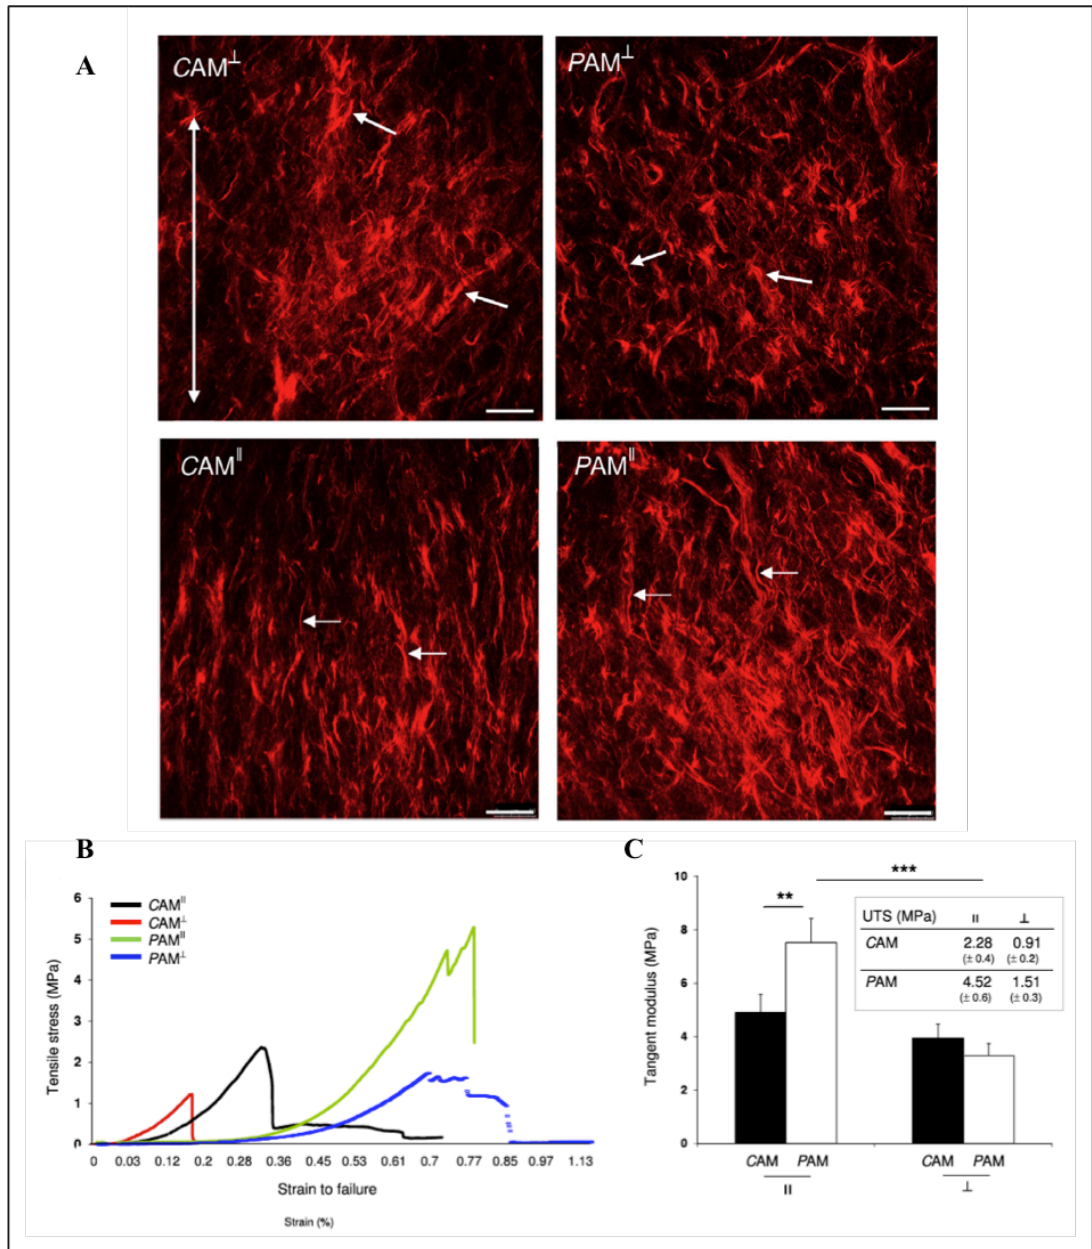 A
CAM⊥
PAM⊥
CAM||
PAM||
B
C
6
5
4
3
2
1
0
Tensile stress (MPa)
CAM||
CAM⊥
PAM||
PAM⊥
0 0.03 0.12 0.2 0.28 0.36 0.45 0.53 0.61 0.7 0.77 0.85 0.97 1.13
Strain to failure
Strain (%)
10
8
6
4
2
0
Tangent modulus (MPa)
**
***
UTS (MPa) || ⊥
CAM 2.28 0.91
(± 0.4) (± 0.2)
PAM 4.52 1.51
(± 0.6) (± 0.3)
CAM PAM CAM PAM
|| ⊥